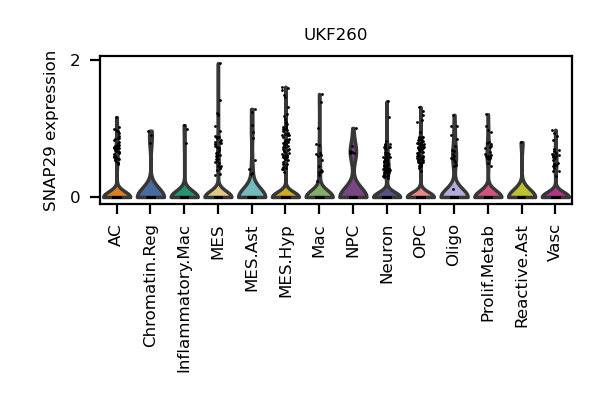 UKF260
SNAP29 expression
2
0
AC
Chromatin.Reg
Inflammatory.Mac
MES
MES.Ast
MES.Hyp
Mac
NPC
Neuron
OPC
Oligo
Prolif.Metab
Reactive.Ast
Vasc